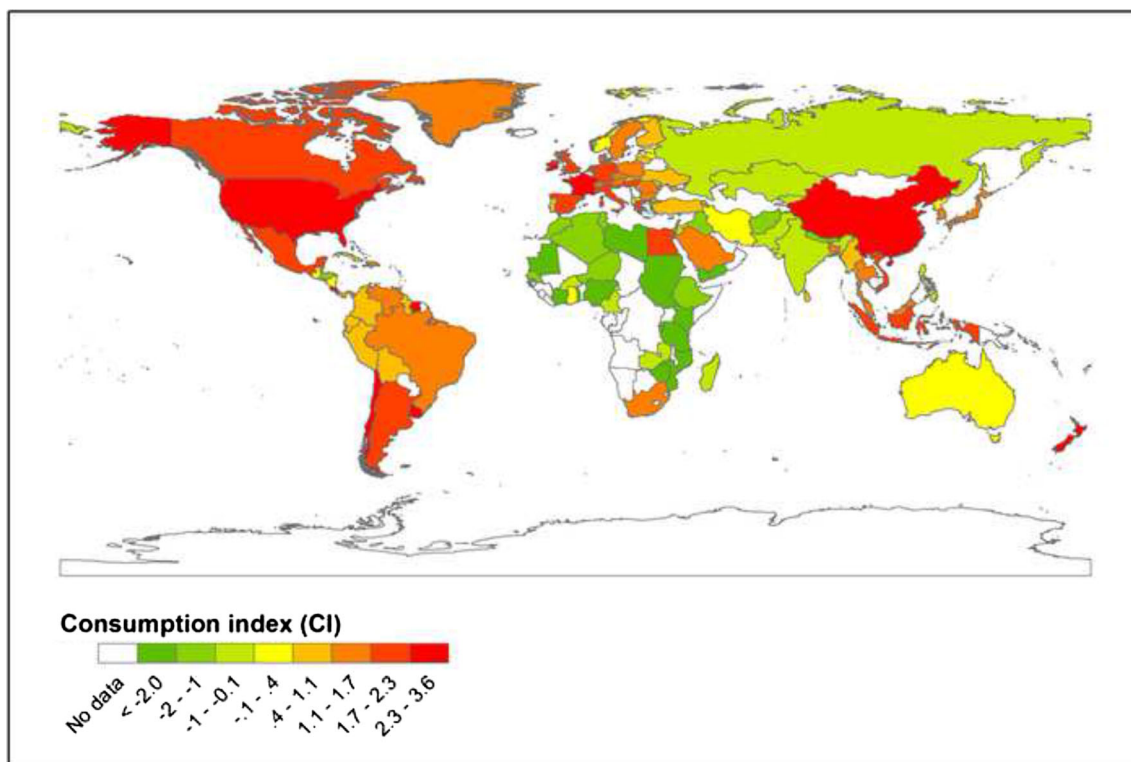 Consumption index (CI)
No data
< -2.0
-2 - -1
-1 - -0.1
-.1 - .4
.4 - 1.1
1.1 - 1.7
1.7 - 2.3
2.3 - 3.6